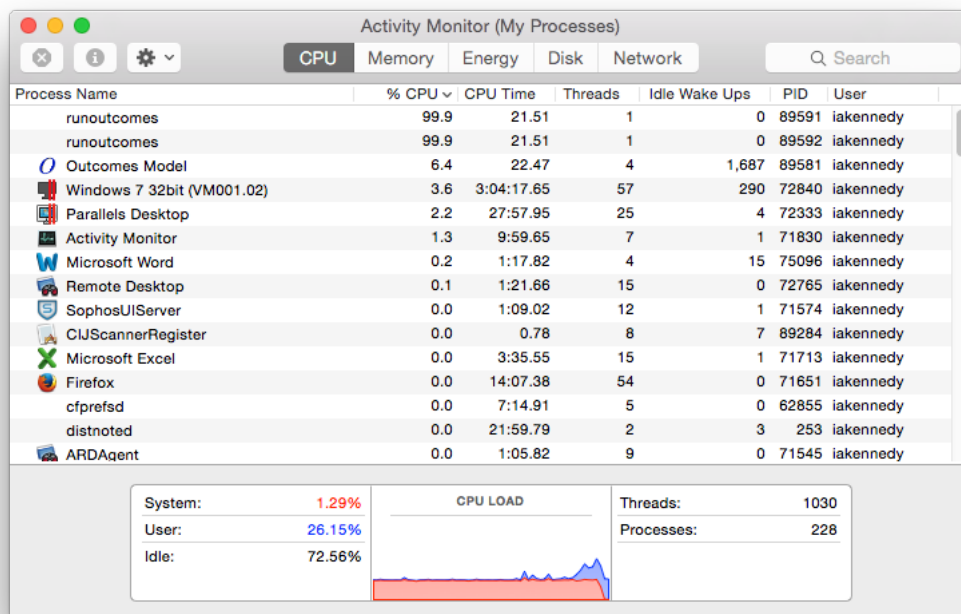 Activity Monitor (My Processes)
CPU Memory Energy Disk Network Search
Process Name % CPU CPU Time Threads Idle Wake Ups PID User
runoutcomes 99.9 21.51 1 0 89591 iakennedy
runoutcomes 99.9 21.51 1 0 89592 iakennedy
Outcomes Model 6.4 22.47 4 1,687 89581 iakennedy
Windows 7 32bit (VM001.02) 3.6 3:04:17.65 57 290 72840 iakennedy
Parallels Desktop 2.2 27:57.95 25 4 72333 iakennedy
Activity Monitor 1.3 9:59.65 7 1 71830 iakennedy
Microsoft Word 0.2 1:17.82 4 15 75096 iakennedy
Remote Desktop 0.1 1:21.66 15 0 72765 iakennedy
SophosUIServer 0.0 1:09.02 12 1 71574 iakennedy
CIJScannerRegister 0.0 0.78 8 7 89284 iakennedy
Microsoft Excel 0.0 3:35.55 15 1 71713 iakennedy
Firefox 0.0 14:07.38 54 0 71651 iakennedy
cfprefsd 0.0 7:14.91 5 0 62855 iakennedy
distnoted 0.0 21:59.79 2 3 253 iakennedy
ARDAgent 0.0 1:05.82 9 0 71545 iakennedy
System: 1.29% CPU LOAD Threads: 1030
User: 26.15% Processes: 228
Idle: 72.56%